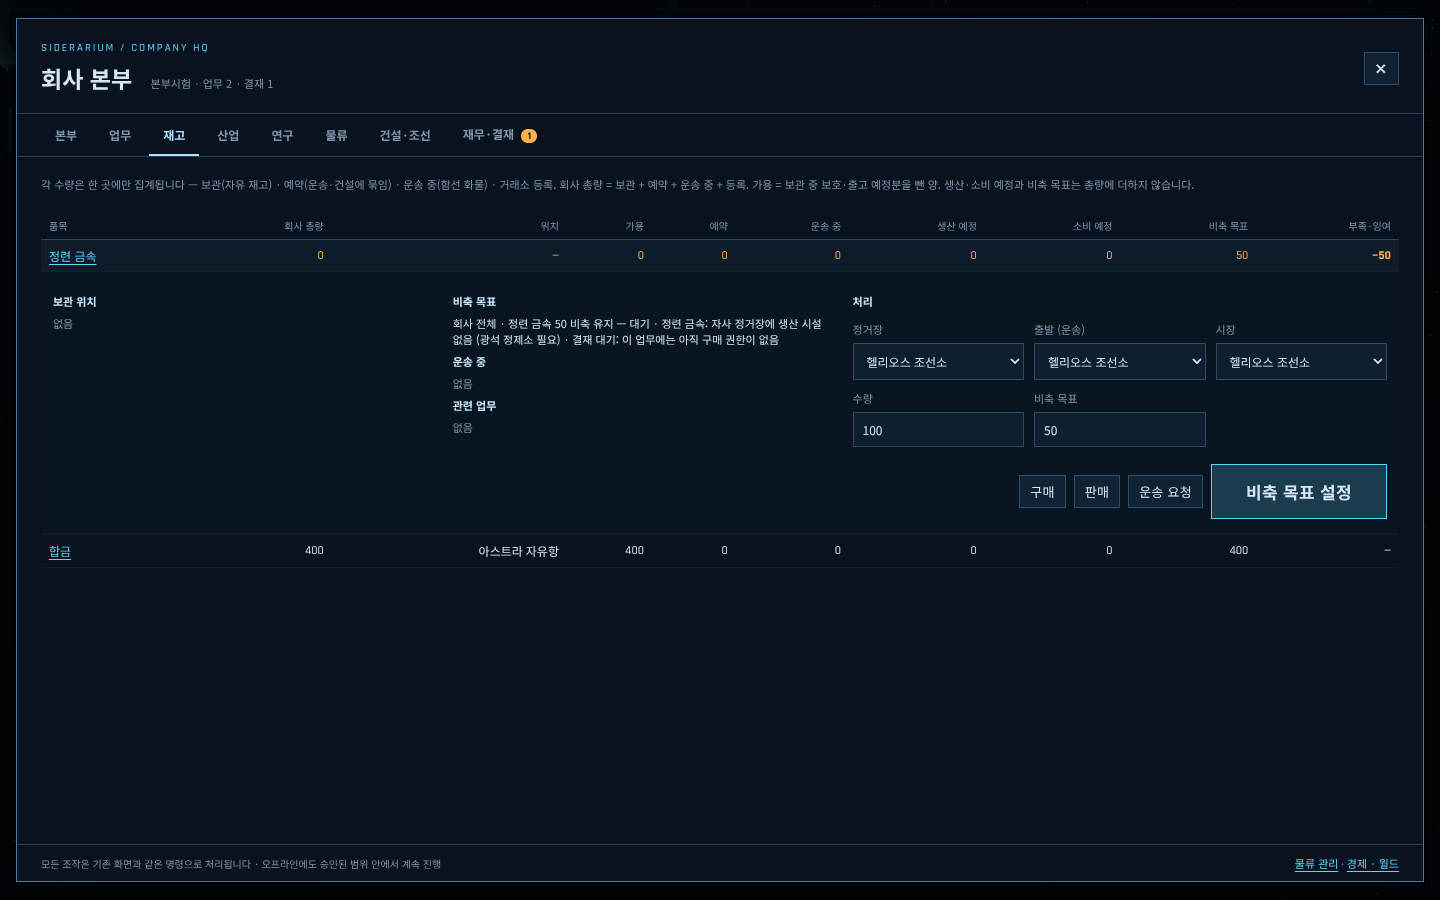 SIDERARIUM / COMPANY HQ
회사 본부 본부시험 · 업무 2 · 결재 1
×
본부 업무 재고 산업 연구 물류 건설·조선 재무·결재 1
각 수량은 한 곳에만 집계됩니다 — 보관(자유 재고) · 예약(운송·건설에 묶임) · 운송 중(함선 화물) · 거래소 등록. 회사 총량 = 보관 + 예약 + 운송 중 + 등록. 가용 = 보관 중 보호·출고 예정분을 뺀 양. 생산·소비 예정과 비축 목표는 총량에 더하지 않습니다.
품목 회사 총량 위치 가용 예약 운송 중 생산 예정 소비 예정 비축 목표 부족·잉여
정련 금속 0 — 0 0 0 0 0 50 −50
보관 위치
없음
비축 목표
회사 전체 · 정련 금속 50 비축 유지 — 대기 · 정련 금속: 자사 정거장에 생산 시설
없음 (광석 정제소 필요) · 결재 대기: 이 업무에는 아직 구매 권한이 없음
운송 중
없음
관련 업무
없음
처리
정거장 출발 (운송) 시장
헬리오스 조선소 헬리오스 조선소 헬리오스 조선소
수량 비축 목표
100 50
구매 판매 운송 요청 비축 목표 설정
합금 400 아스트라 자유항 400 0 0 0 0 400 —
모든 조작은 기존 화면과 같은 명령으로 처리됩니다 · 오프라인에도 승인된 범위 안에서 계속 진행
물류 관리 · 경제 · 월드